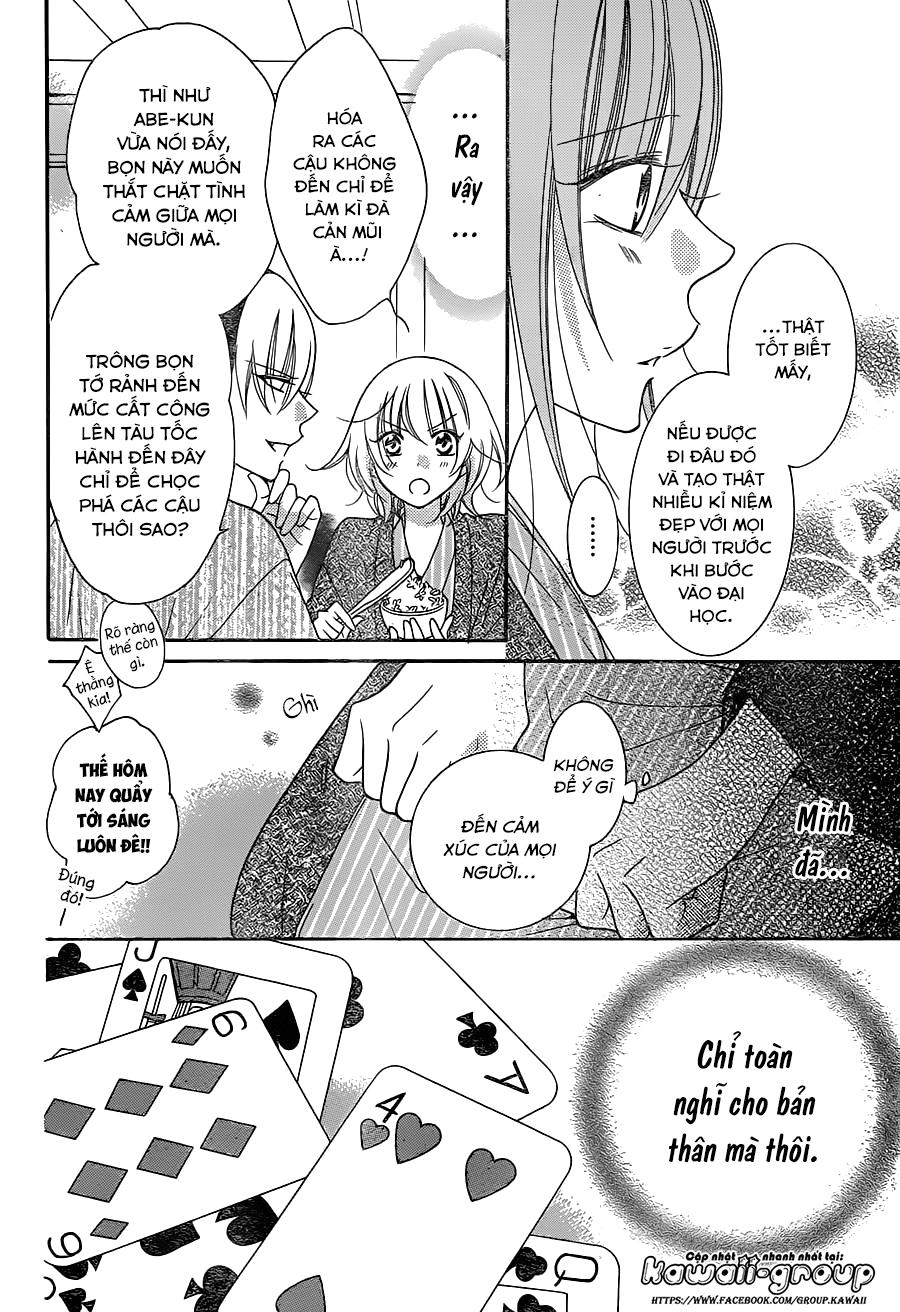 ...THẬT
TỐT BIẾT
MẤY,
NẾU ĐƯỢC
ĐI ĐÂU ĐÓ
VÀ TẠO THẬT
NHIỀU KỈ NIỆM
ĐẸP VỚI MỌI
NGƯỜI TRƯỚC
KHI BƯỚC
VÀO ĐẠI
HỌC.
......
...
Ra
vậy
...
HÓA
RA CÁC
CẬU KHÔNG
ĐẾN CHỈ ĐỂ
LÀM KÌ ĐÀ
CẢN MŨI
À...!
THÌ NHƯ
ABE-KUN
VỪA NÓI ĐẤY,
BỌN NÀY MUỐN
THẮT CHẶT TÌNH
CẢM GIỮA MỌI
NGƯỜI MÀ.
TRÔNG BỌN
TỚ RẢNH ĐẾN
MỨC CẤT CÔNG
LÊN TÀU TỐC
HÀNH ĐẾN ĐÂY
CHỈ ĐỂ CHỌC
PHÁ CÁC CẬU
THÔI SAO?
Rõ ràng
thế còn
gì.
Ê
thằng
kia!
Mình
đã...
KHÔNG
ĐỂ Ý GÌ
ĐẾN CẢM
XÚC CỦA MỌI
NGƯỜI...
Ghì
THẾ HÔM
NAY QUẨY
TỚI SÁNG
LUÔN ĐÊ!!
Đúng
đó!
Chỉ toàn
nghĩ cho bản
thân mà thôi.
J
6
A
4
9
Q
Cập nhật nhanh nhất tại:
kawaii-group
HTTPS://WWW.FACEBOOK.COM/GROUP.KAWAII